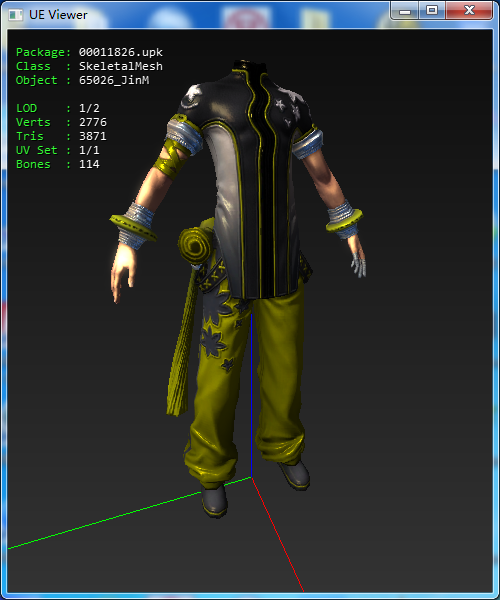 UE Viewer
Package: 00011826.upk
Class : SkeletalMesh
Object : 65026_JinM
LOD : 1/2
Verts : 2776
Tris : 3871
UV Set : 1/1
Bones : 114